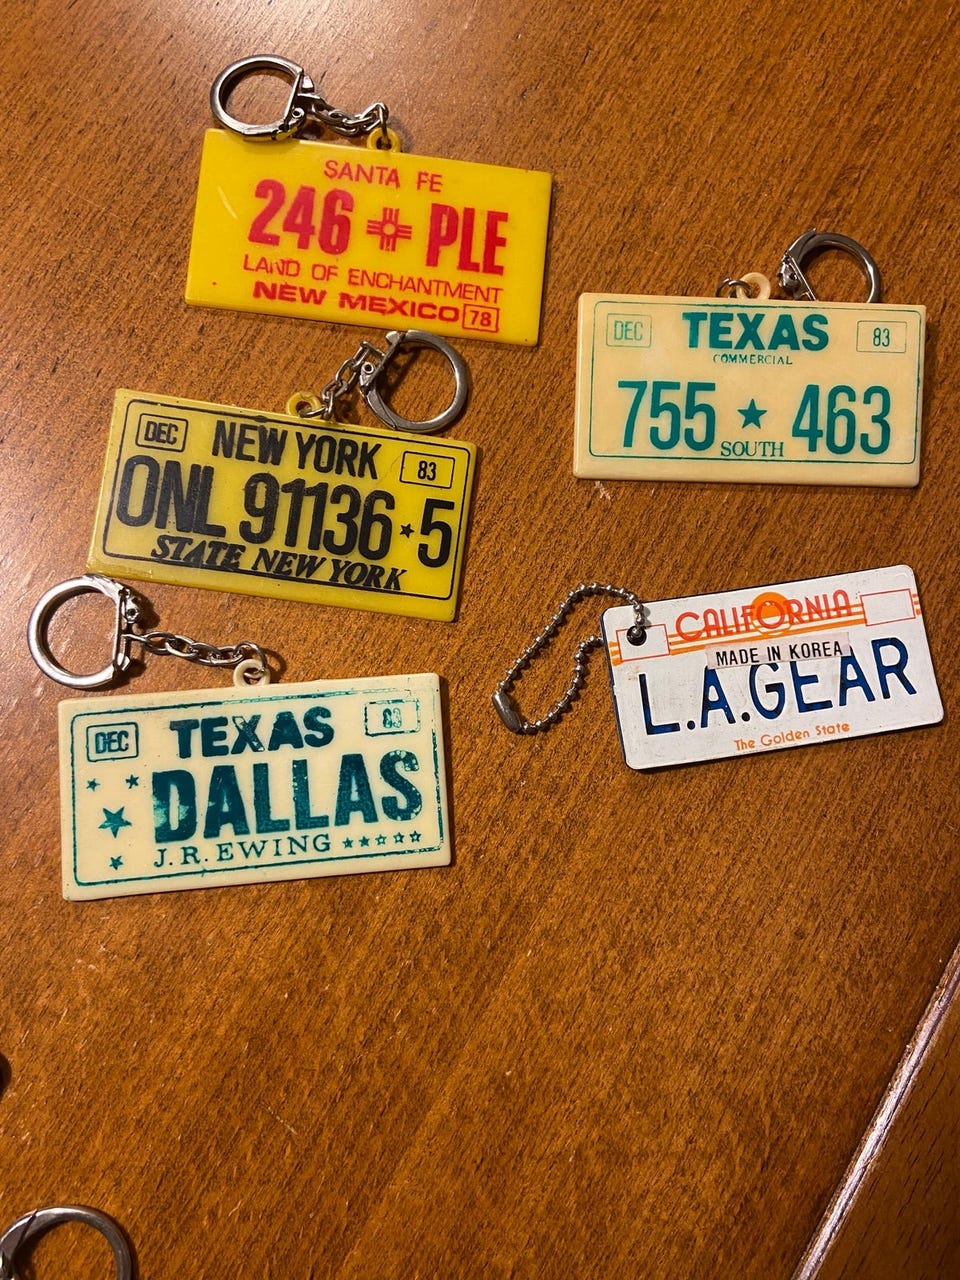 SANTA FE
246 PLE
LAND OF ENCHANTMENT
NEW MEXICO 78
DEC TEXAS 83
COMMERCIAL
755 ★ 463
SOUTH
DEC NEW YORK 83
ONL 91136★5
STATE NEW YORK
CALIFORNIA
MADE IN KOREA
L.A.GEAR
The Golden State
DEC TEXAS 83
DALLAS
J.R.EWING ★★☆☆☆